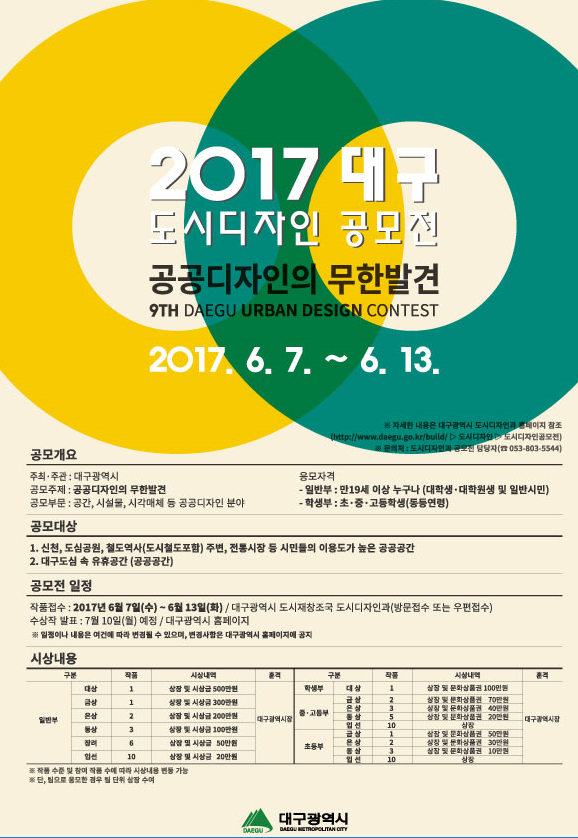 2017 대구
도시디자인 공모전
공공디자인의 무한발견
9TH DAEGU URBAN DESIGN CONTEST
2017. 6. 7. ~ 6. 13.
※ 자세한 내용은 대구광역시 도시디자인과 홈페이지 참조
(http://www.daegu.go.kr/build/ ▷ 도시디자인 ▷ 도시디자인공모전)
※ 문의처 : 도시디자인과 공모전 담당자(☎ 053-803-5544)
공모개요
주최·주관 : 대구광역시
공모주제 : 공공디자인의 무한발견
공모부문 : 공간, 시설물, 시각매체 등 공공디자인 분야
응모자격
- 일반부 : 만19세 이상 누구나 (대학생·대학원생 및 일반시민)
- 학생부 : 초·중·고등학생(동등연령)
공모대상
1. 신천, 도심공원, 철도역사(도시철도포함) 주변, 전통시장 등 시민들의 이용도가 높은 공공공간
2. 대구도심 속 유휴공간 (공공공간)
공모전 일정
작품접수 : 2017년 6월 7일(수) ~ 6월 13일(화) / 대구광역시 도시재창조국 도시디자인과(방문접수 또는 우편접수)
수상작 발표 : 7월 10일(월) 예정 / 대구광역시 홈페이지
※ 일정이나 내용은 여건에 따라 변경될 수 있으며, 변경사항은 대구광역시 홈페이지에 공지
시상내용
구분 작품 시상내역 훈격
일반부
대상 1 상장 및 시상금 500만원
금상 1 상장 및 시상금 300만원
은상 2 상장 및 시상금 200만원
동상 3 상장 및 시상금 100만원
장려 6 상장 및 시상금 50만원
입선 10 상장 및 시상금 20만원
대구광역시장
구분 작품 시상내역 훈격
학생부 대 상 1 상장 및 문화상품권 100만원
중·고등부
금 상 2 상장 및 문화상품권 70만원
은 상 3 상장 및 문화상품권 40만원
동 상 5 상장 및 문화상품권 20만원
입 선 10 상장
초등부
금 상 1 상장 및 문화상품권 50만원
은 상 2 상장 및 문화상품권 30만원
동 상 3 상장 및 문화상품권 10만원
입 선 10 상장
대구광역시장
※ 작품 수준 및 참여 작품 수에 따라 시상내용 변동 가능
※ 단, 팀으로 응모한 경우 팀 단위 상장 수여
DAEGU
대구광역시
DAEGU METROPOLITAN CITY